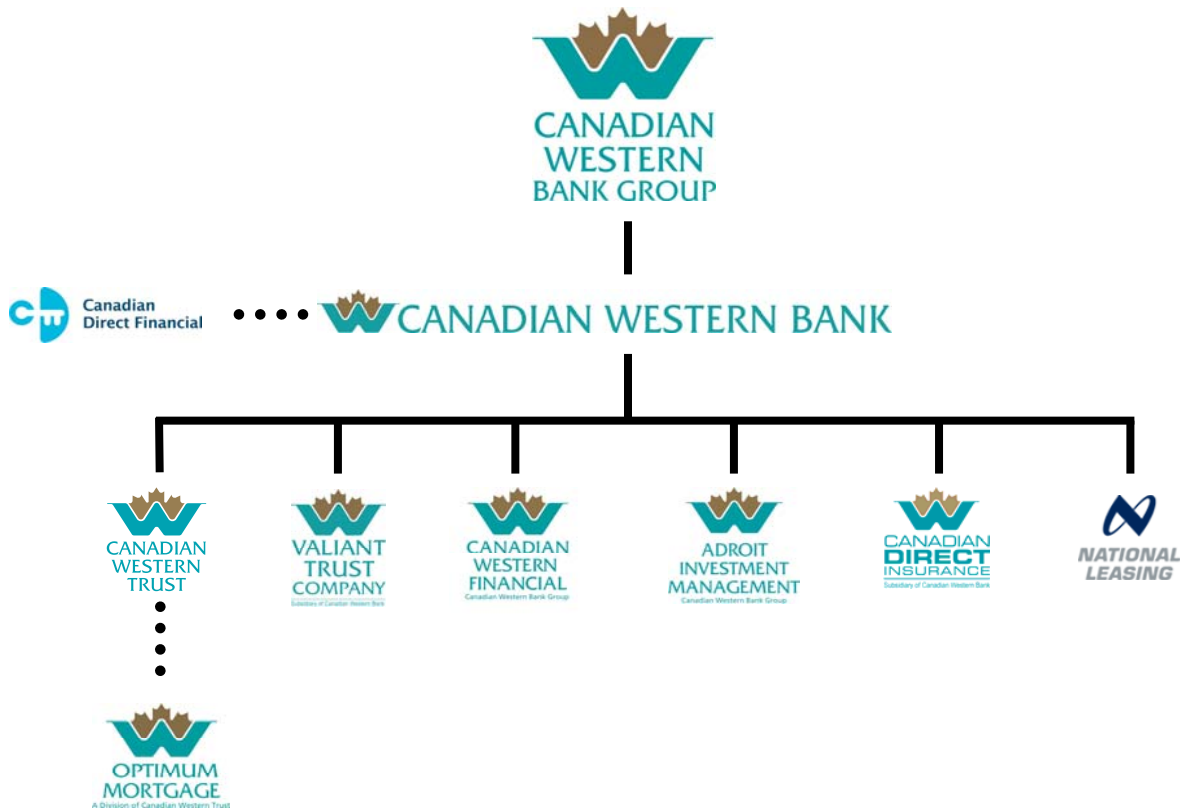 CANADIAN
WESTERN
BANK GROUP
Canadian
Direct Financial
CANADIAN WESTERN BANK
CANADIAN
WESTERN
TRUST
VALIANT
TRUST
COMPANY
Subsidiary of Canadian Western Bank
CANADIAN
WESTERN
FINANCIAL
Canadian Western Bank Group
ADROIT
INVESTMENT
MANAGEMENT
Canadian Western Bank Group
CANADIAN
DIRECT
INSURANCE
Subsidiary of Canadian Western Bank
NATIONAL
LEASING
OPTIMUM
MORTGAGE
A Division of Canadian Western Trust